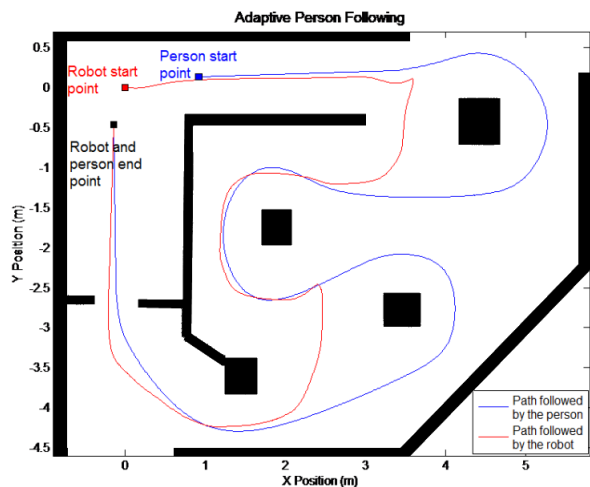 Adaptive Person Following
0.5
0
-0.5
-1
-1.5
-2
-2.5
-3
-3.5
-4
-4.5
Y Position (m)
Person start
point
Robot start
point
Robot and
person end
point
Path followed
by the person
Path followed
by the robot
0 1 2 3 4 5
X Position (m)